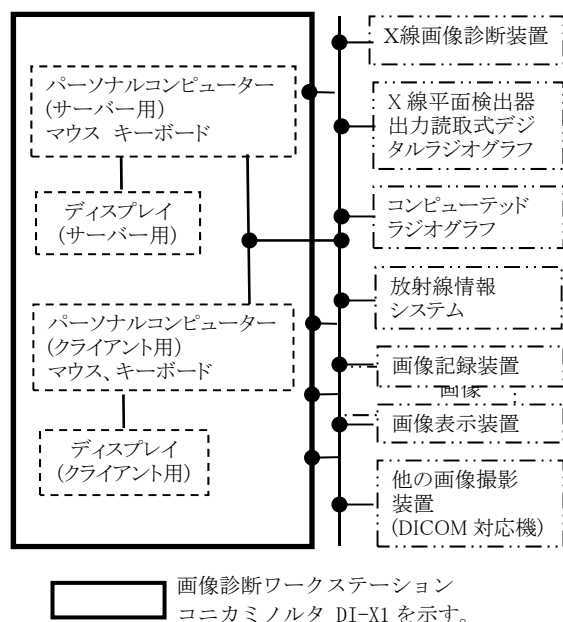 パーソナルコンピューター
(サーバー用)
マウス キーボード
ディスプレイ
(サーバー用)
パーソナルコンピューター
(クライアント用)
マウス、キーボード
ディスプレイ
(クライアント用)
X線画像診断装置
X 線平面検出器
出力読取式デジ
タルラジオグラフ
コンピューテッド
ラジオグラフ
放射線情報
システム
画像記録装置
画像
画像表示装置
他の画像撮影
装置
(DICOM 対応機)
画像診断ワークステーション
コニカミノルタ DI-X1 を示す。